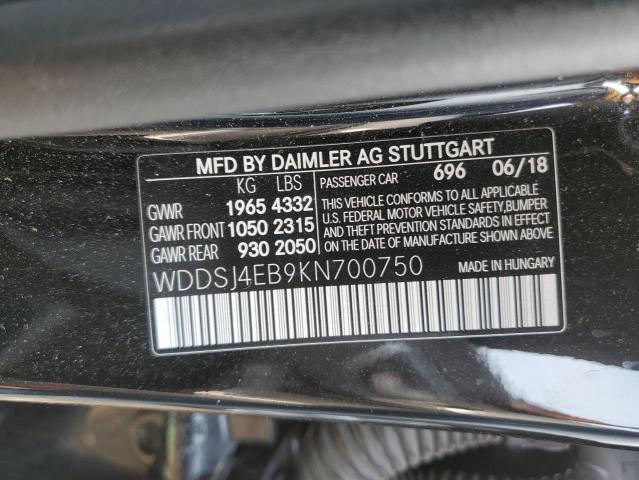 MFD BY DAIMLER AG STUTTGART
KG LBS
GVWR 1965 4332
GAWR FRONT 1050 2315
GAWR REAR 930 2050
PASSENGER CAR 696 06/18
THIS VEHICLE CONFORMS TO ALL APPLICABLE
U.S. FEDERAL MOTOR VEHICLE SAFETY, BUMPER
AND THEFT PREVENTION STANDARDS IN EFFECT
ON THE DATE OF MANUFACTURE SHOWN ABOVE.
WDDSJ4EB9KN700750
MADE IN HUNGARY